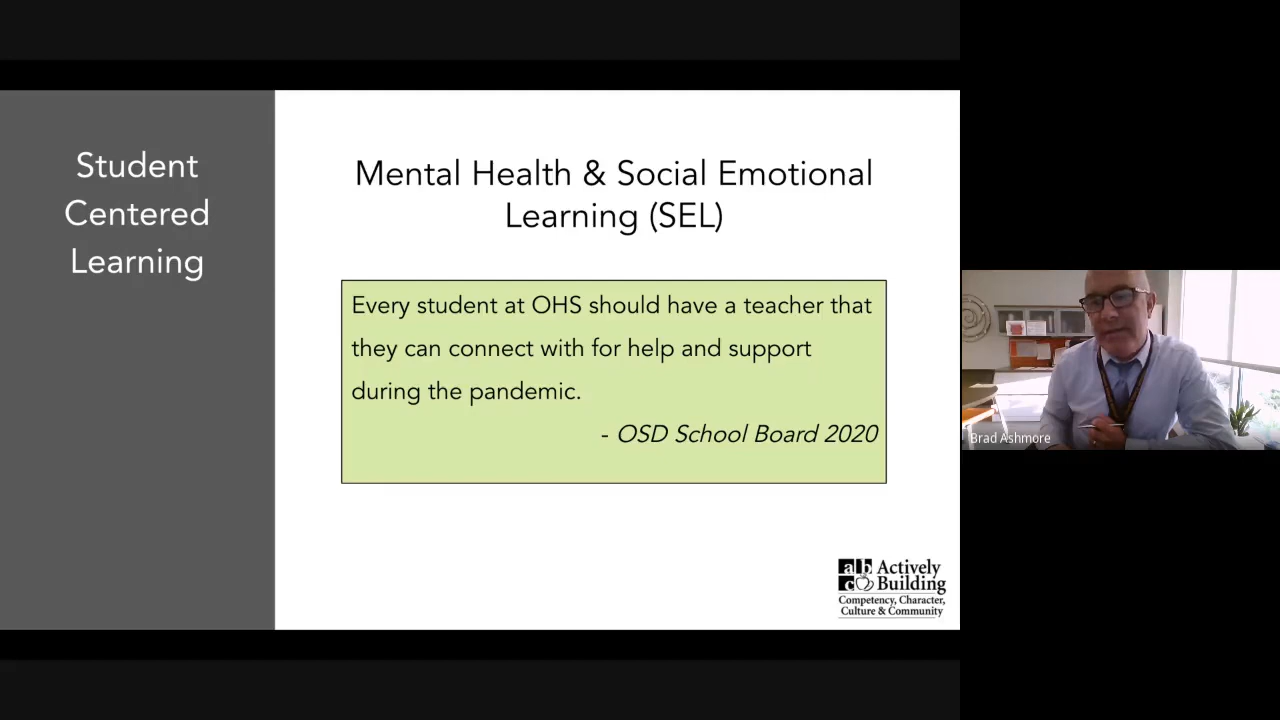 Student
Centered
Learning
Mental Health & Social Emotional
Learning (SEL)
Every student at OHS should have a teacher that
they can connect with for help and support
during the pandemic.
- OSD School Board 2020
a b Actively
c Building
Competency, Character,
Culture & Community
Brad Ashmore